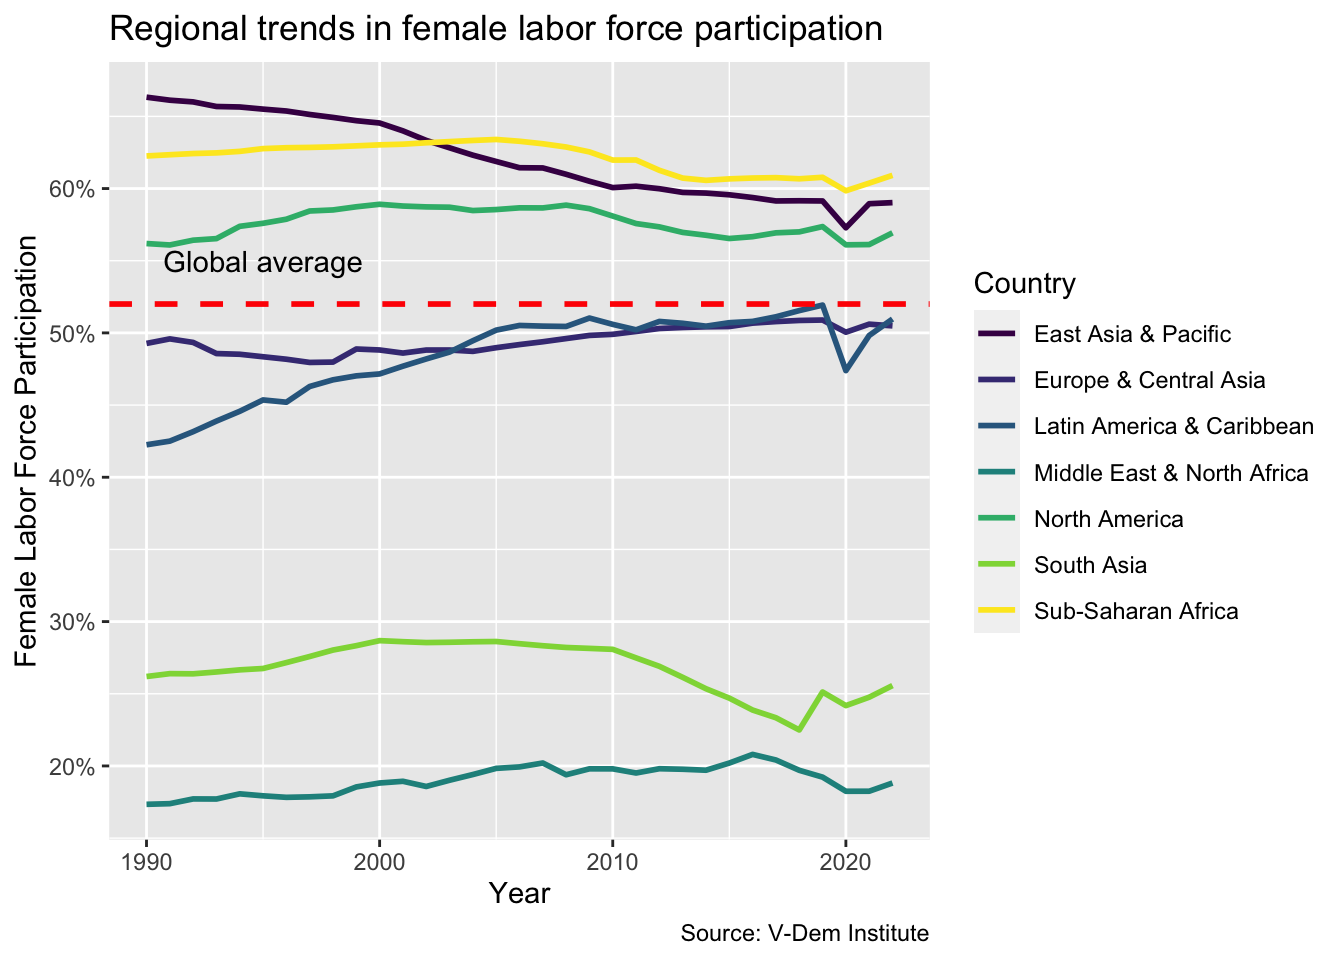 Regional trends in female labor force participation
Female Labor Force Participation
60%
50%
40%
30%
20%
Global average
1990 2000 2010 2020
Year
Country
East Asia & Pacific
Europe & Central Asia
Latin America & Caribbean
Middle East & North Africa
North America
South Asia
Sub-Saharan Africa
Source: V-Dem Institute